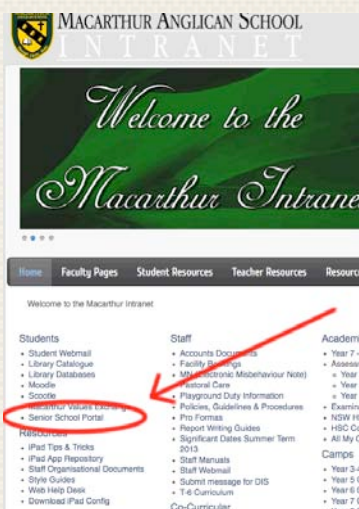 MACARTHUR ANGLICAN SCHOOL
INTRANET
Welcome to the
Macarthur Intrane
Home Faculty Pages Student Resources Teacher Resources Resourc
Welcome to the Macarthur Intranet
Students
Student Webmail
Library Catalogue
Library Databases
Moodle
Scootle
Macarthur Values Exchange
Senior School Portal
Resources
iPad Tips & Tricks
iPad App Repository
Staff Organisational Documents
Style Guides
Web Help Desk
Download iPad Config
Staff
Accounts Documents
Facility Bookings
MN (Electronic Misbehaviour Note)
Pastoral Care
Playground Duty Information
Policies, Guidelines & Procedures
Pro Formas
Report Writing Guides
Significant Dates Summer Term
2013
Staff Manuals
Staff Webmail
Submit message for DIS
T-6 Curriculum
Co-Curricular
Academ
Year 7
Assess
Year
Year
Year
Examin
NSW H
HSC C
All My C
Camps
Year 3-4
Year 5
Year 6
Year 7